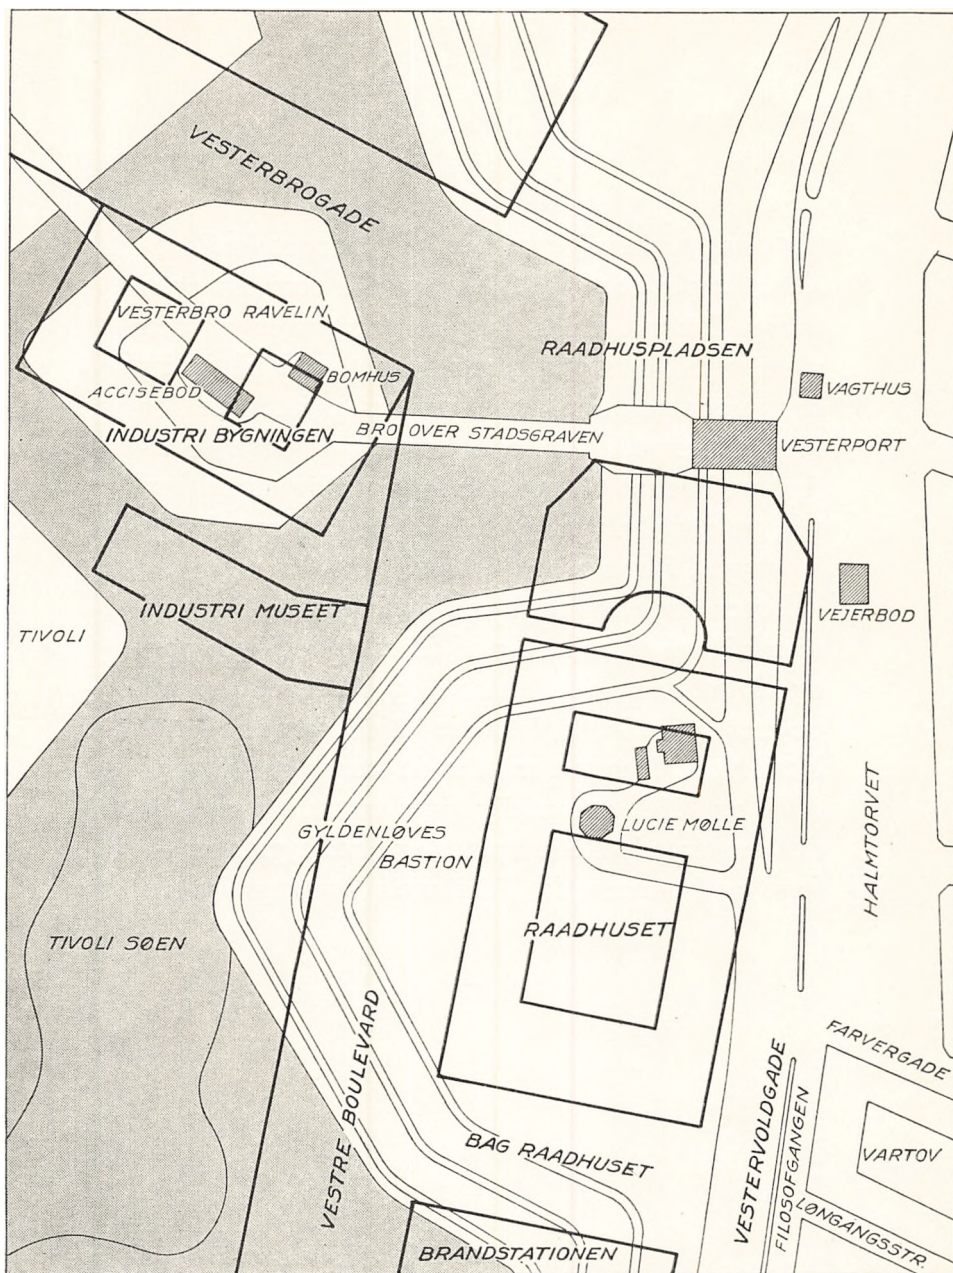 VESTERBROGADE
VESTERBRO RAVELIN
RAADHUSPLADSEN
BOMHUS
VAGTHUS
ACCISEBOD
INDUSTRI BYGNINGEN
BRO OVER STADSGRAVEN
VESTERPORT
INDUSTRI MUSEET
VEJERBOD
TIVOLI
GYLDENLØVES
BASTION
LUCIE MØLLE
HALMTORVET
RAADHUSET
TIVOLI SØEN
VESTRE BOULEVARD
FARVERGADE
VESTERVOLDGADE
FILOSOFGANGEN
BAG RAADHUSET
VARTOV
LØNGANGSSTR.
BRANDSTATIONEN